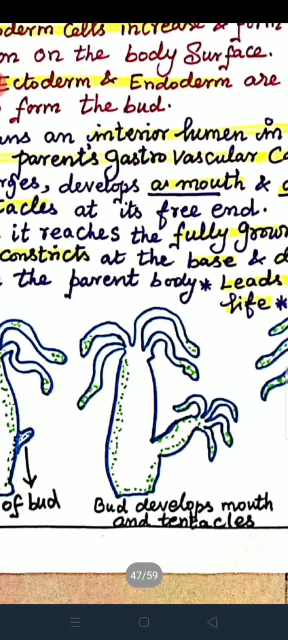 oderm cells increase & form
on on the body Surface.
Ectoderm & Endoderm are
form the bud.
ns an interior humen in
parent's Gastro Vascular Ca
rges, develops a mouth &
acles at its free end.
it reaches the fully grown
constricts at the base & d
the parent body* Leads
life *
of bud
Bud develops mouth
and tentacles
47/59